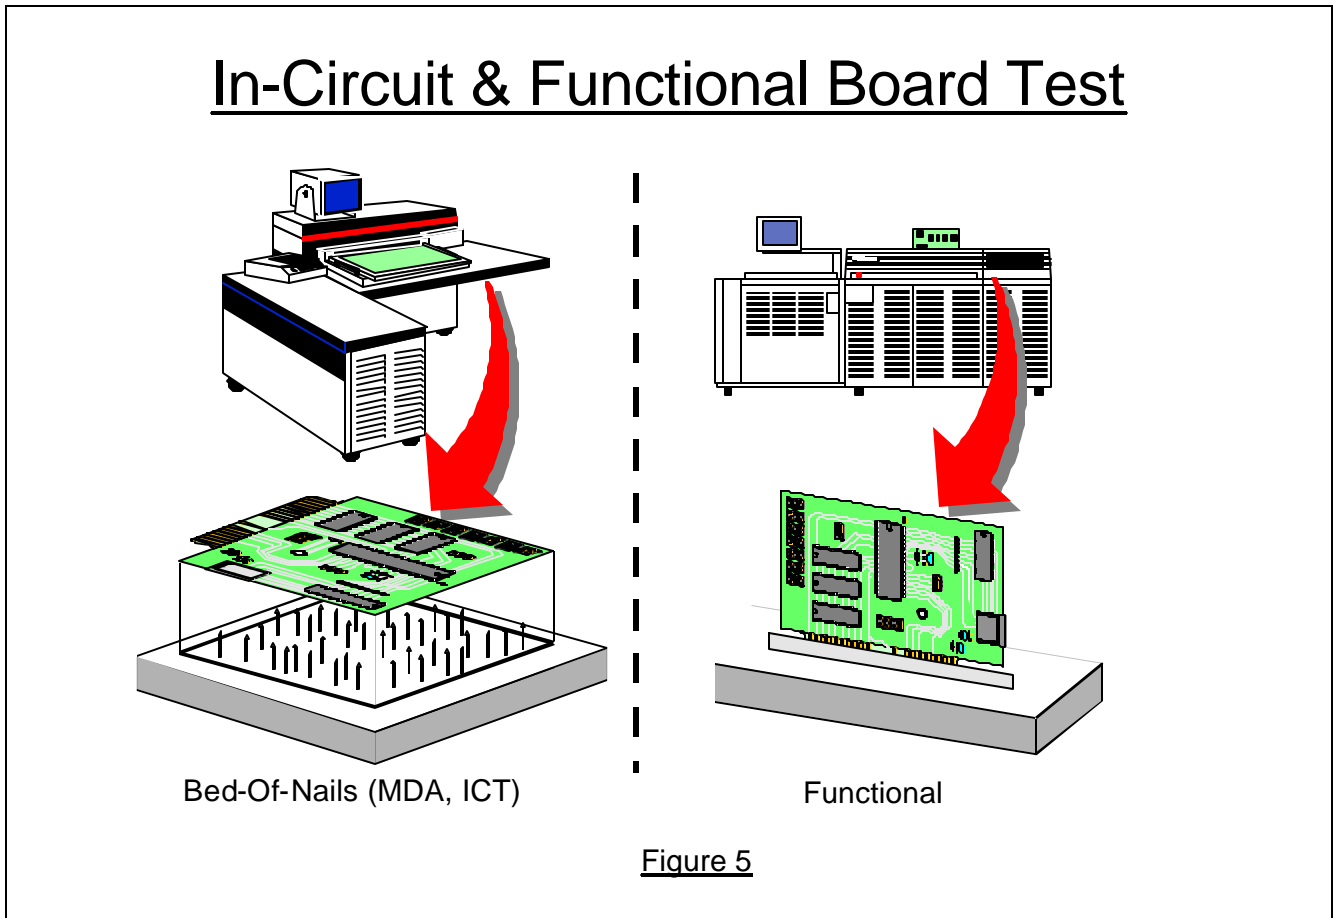 In-Circuit & Functional Board Test
Bed-Of-Nails (MDA, ICT)
Functional
Figure 5